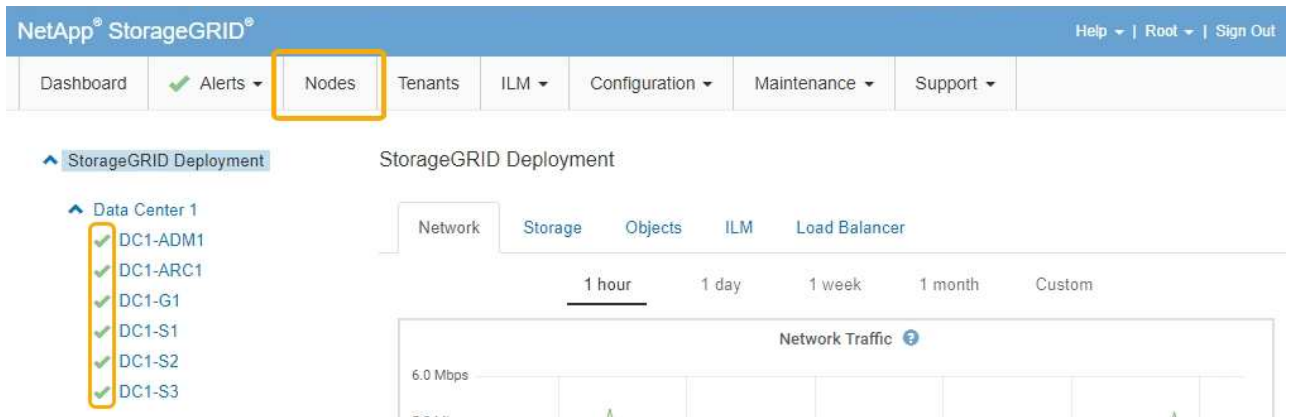 NetApp® StorageGRID®
Help | Root | Sign Out
Dashboard Alerts Nodes Tenants ILM Configuration Maintenance Support
StorageGRID Deployment
StorageGRID Deployment
Data Center 1
DC1-ADM1
DC1-ARC1
DC1-G1
DC1-S1
DC1-S2
DC1-S3
Network Storage Objects ILM Load Balancer
1 hour 1 day 1 week 1 month Custom
Network Traffic ?
6.0 Mbps